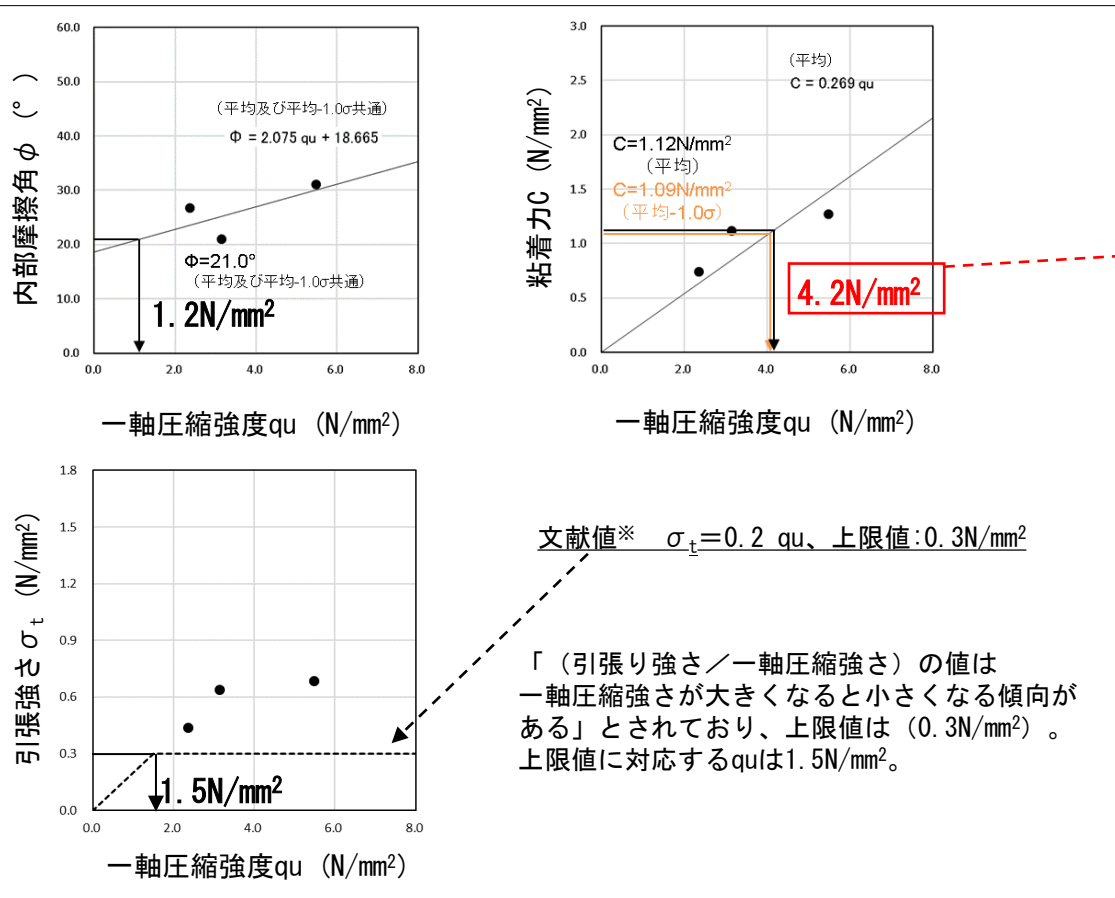 60.0
50.0
40.0
30.0
20.0
10.0
0.0
0.0 2.0 4.0 6.0 8.0
内部摩擦角φ (°)
(平均及び平均-1.0σ共通)
Φ = 2.075 qu + 18.665
Φ=21.0°
(平均及び平均-1.0σ共通)
1.2N/mm²
一軸圧縮強度qu (N/mm²)
3.0
2.5
2.0
1.5
1.0
0.5
0.0
0.0 2.0 4.0 6.0 8.0
粘着力C (N/mm²)
(平均)
C = 0.269 qu
C=1.12N/mm²
(平均)
C=1.09N/mm²
(平均-1.0σ)
4.2N/mm²
一軸圧縮強度qu (N/mm²)
1.8
1.5
1.2
0.9
0.6
0.3
0.0
0.0 2.0 4.0 6.0 8.0
引張強さσt (N/mm²)
1.5N/mm²
一軸圧縮強度qu (N/mm²)
文献値※ σt=0.2 qu、上限値:0.3N/mm²
「(引張り強さ/一軸圧縮強さ)の値は
一軸圧縮強さが大きくなると小さくなる傾向が
ある」とされており、上限値は(0.3N/mm²)。
上限値に対応するquは1.5N/mm²。